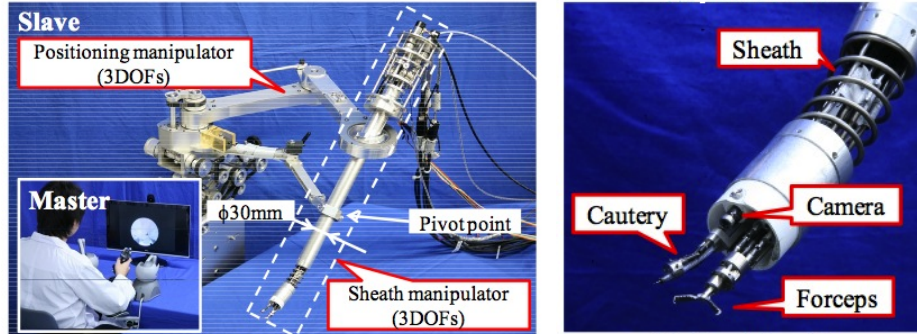 Slave
Positioning manipulator
(3DOFs)
Master
ϕ30mm
Pivot point
Sheath manipulator
(3DOFs)
Sheath
Camera
Cautery
Forceps